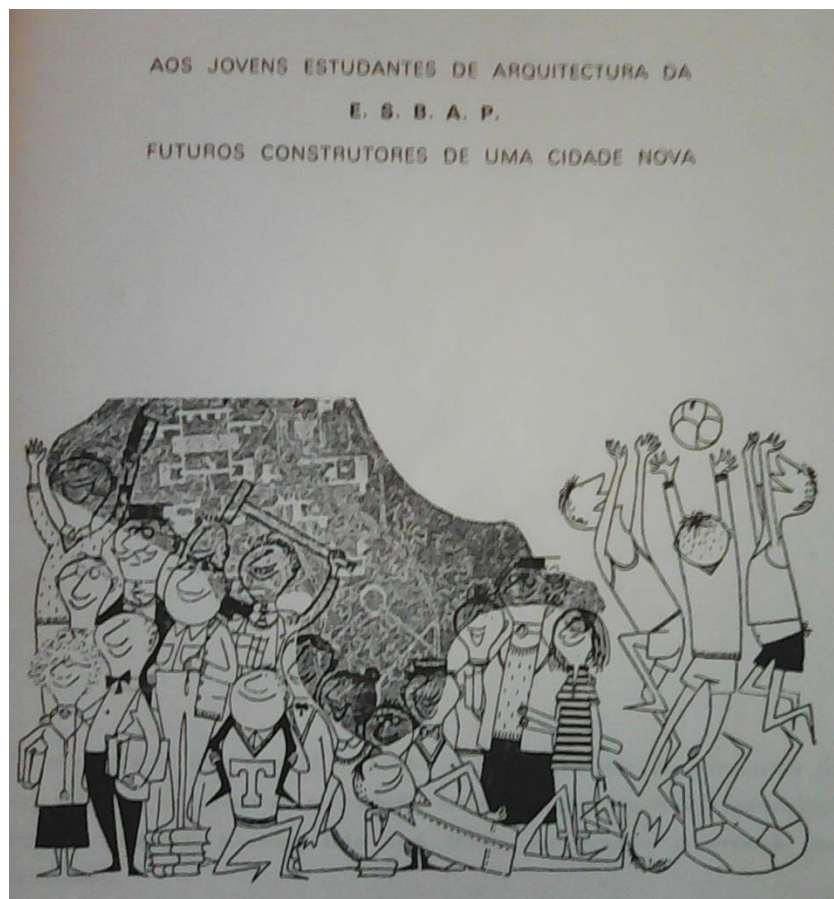 AOS JOVENS ESTUDANTES DE ARQUITECTURA DA
E. S. B. A. P.
FUTUROS CONSTRUTORES DE UMA CIDADE NOVA
T